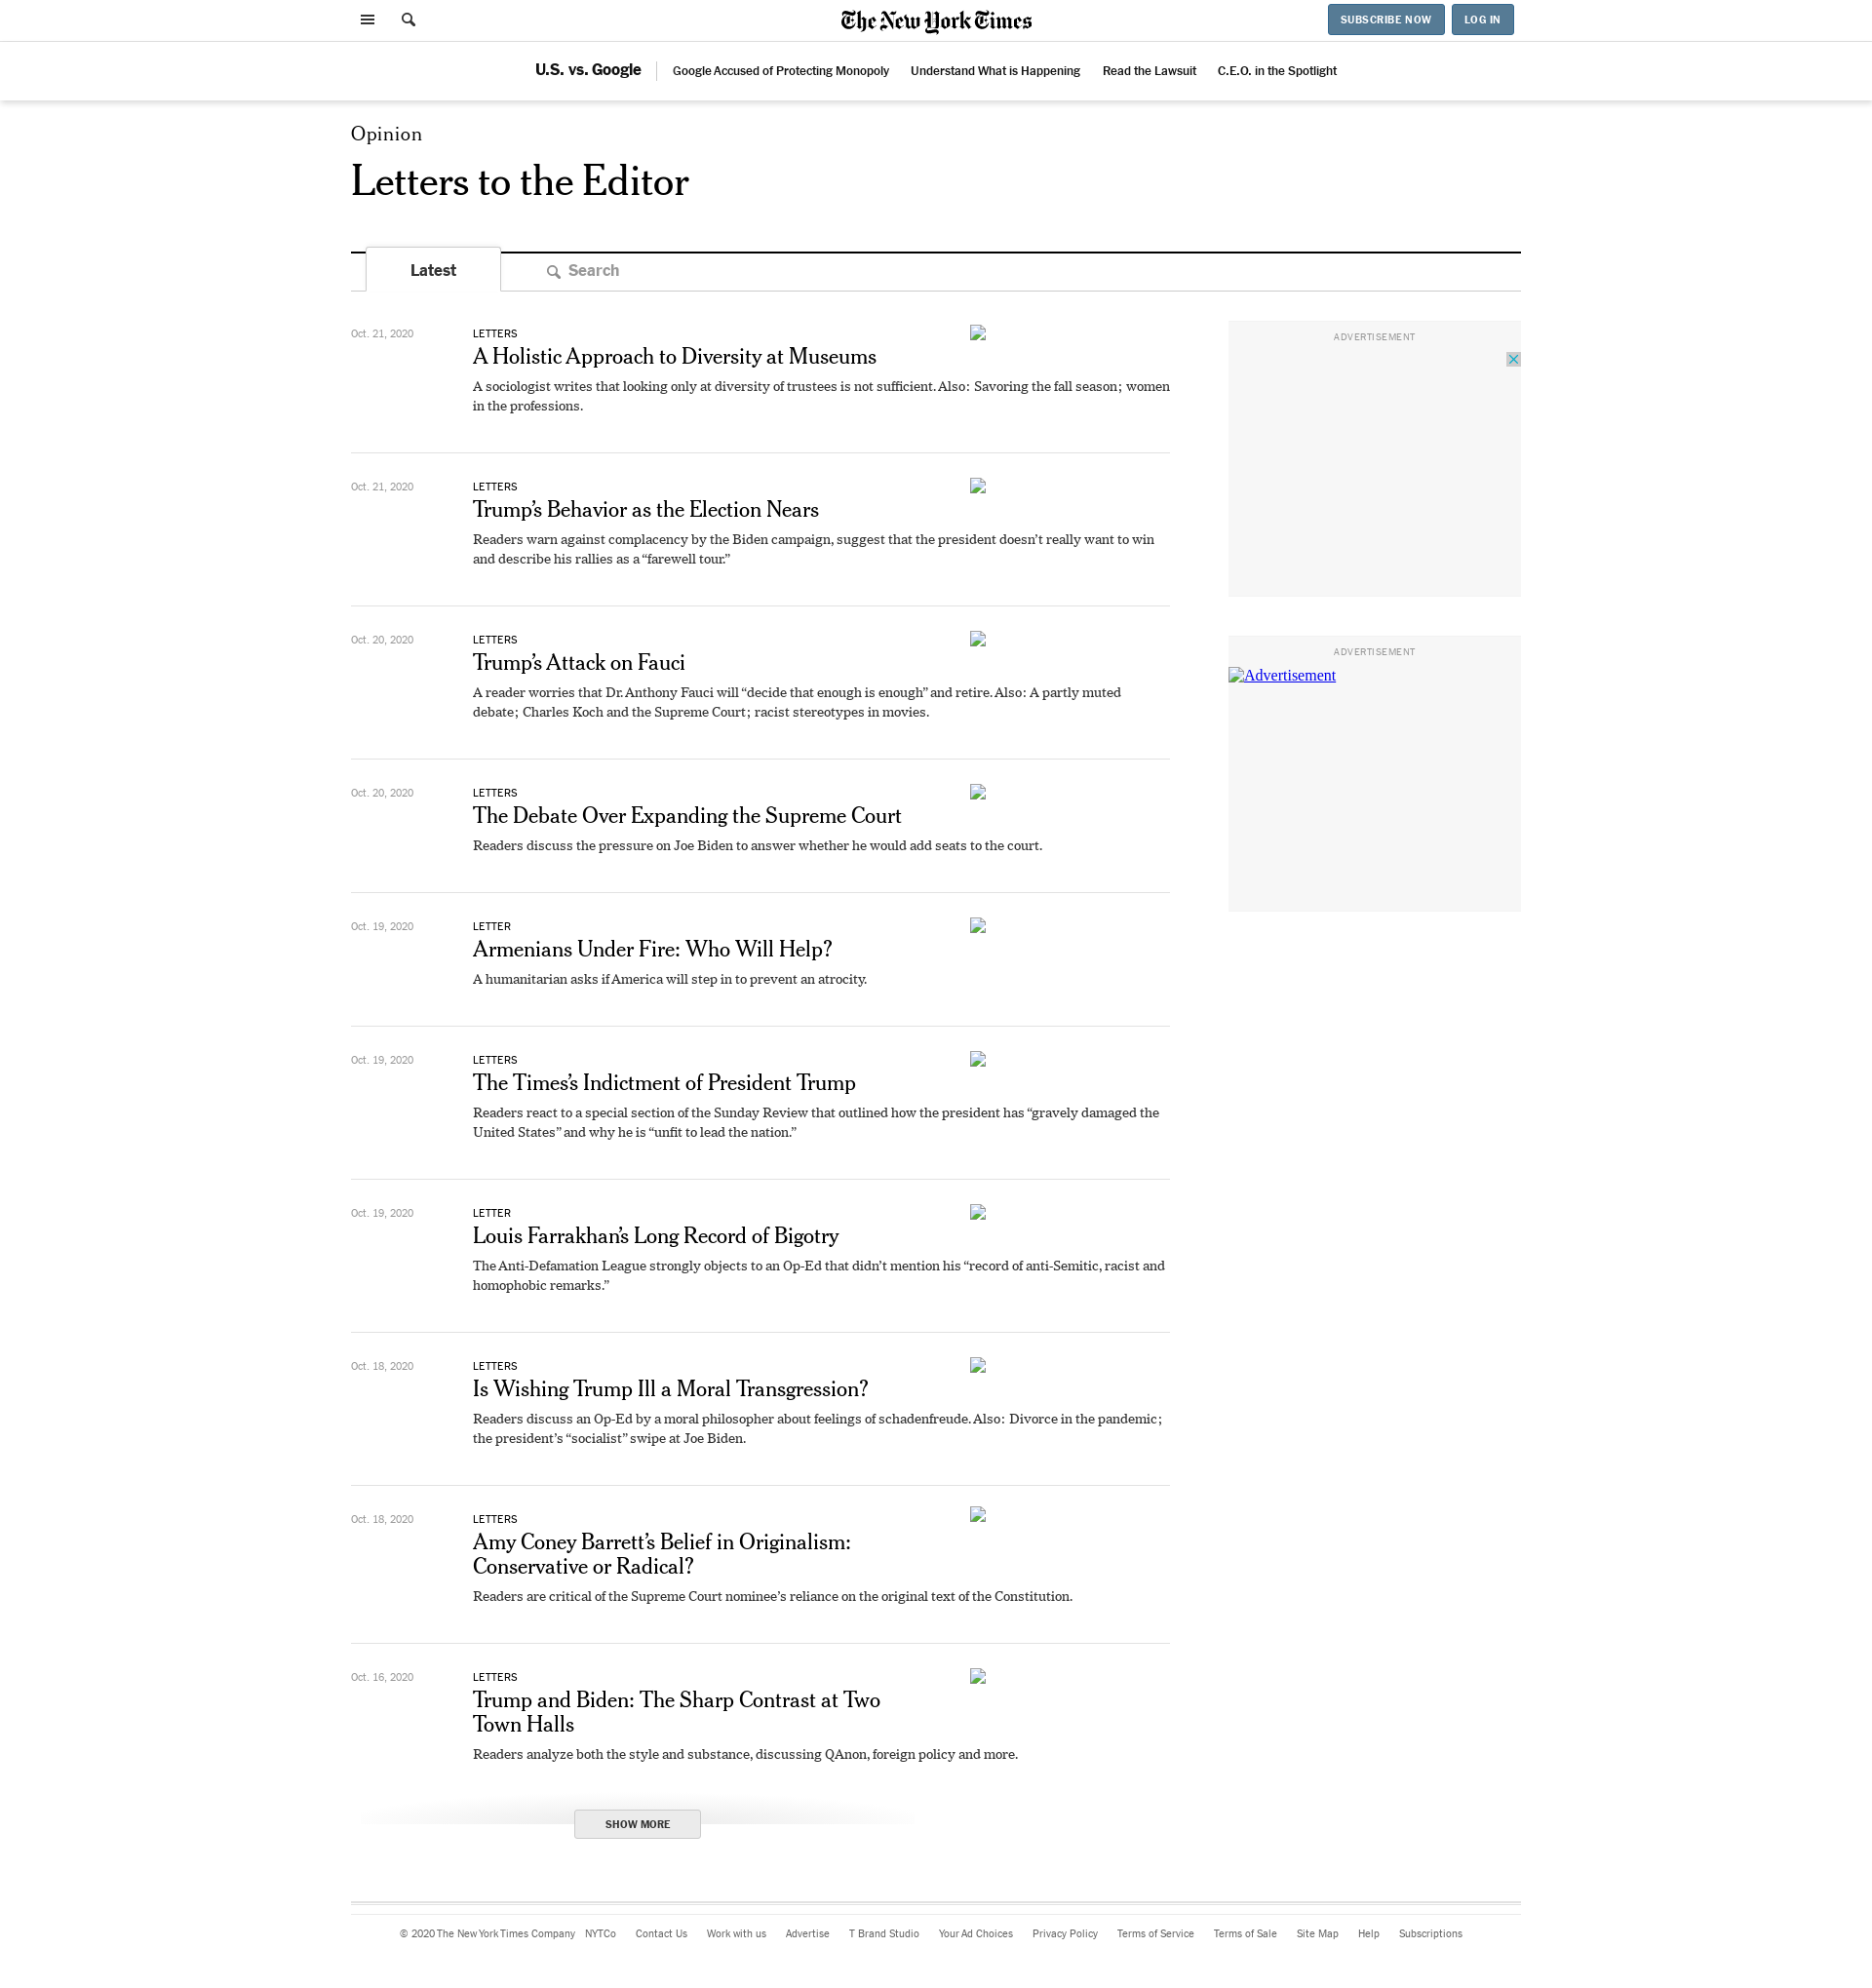 The New York Times
SUBSCRIBE NOW
LOG IN
U.S. vs. Google
Google Accused of Protecting Monopoly
Understand What is Happening
Read the Lawsuit
C.E.O. in the Spotlight
Opinion
Letters to the Editor
Latest
Search
Oct. 21, 2020
LETTERS
A Holistic Approach to Diversity at Museums
A sociologist writes that looking only at diversity of trustees is not sufficient. Also: Savoring the fall season; women
in the professions.
Oct. 21, 2020
LETTERS
Trump’s Behavior as the Election Nears
Readers warn against complacency by the Biden campaign, suggest that the president doesn’t really want to win
and describe his rallies as a “farewell tour.”
Oct. 20, 2020
LETTERS
Trump’s Attack on Fauci
A reader worries that Dr. Anthony Fauci will “decide that enough is enough” and retire. Also: A partly muted
debate; Charles Koch and the Supreme Court; racist stereotypes in movies.
Oct. 20, 2020
LETTERS
The Debate Over Expanding the Supreme Court
Readers discuss the pressure on Joe Biden to answer whether he would add seats to the court.
Oct. 19, 2020
LETTER
Armenians Under Fire: Who Will Help?
A humanitarian asks if America will step in to prevent an atrocity.
Oct. 19, 2020
LETTERS
The Times’s Indictment of President Trump
Readers react to a special section of the Sunday Review that outlined how the president has “gravely damaged the
United States” and why he is “unfit to lead the nation.”
Oct. 19, 2020
LETTER
Louis Farrakhan’s Long Record of Bigotry
The Anti-Defamation League strongly objects to an Op-Ed that didn’t mention his “record of anti-Semitic, racist and
homophobic remarks.”
Oct. 18, 2020
LETTERS
Is Wishing Trump Ill a Moral Transgression?
Readers discuss an Op-Ed by a moral philosopher about feelings of schadenfreude. Also: Divorce in the pandemic;
the president’s “socialist” swipe at Joe Biden.
Oct. 18, 2020
LETTERS
Amy Coney Barrett’s Belief in Originalism:
Conservative or Radical?
Readers are critical of the Supreme Court nominee’s reliance on the original text of the Constitution.
Oct. 16, 2020
LETTERS
Trump and Biden: The Sharp Contrast at Two
Town Halls
Readers analyze both the style and substance, discussing QAnon, foreign policy and more.
SHOW MORE
ADVERTISEMENT
ADVERTISEMENT
Advertisement
© 2020 The New York Times Company NYTCo Contact Us Work with us Advertise T Brand Studio Your Ad Choices Privacy Policy Terms of Service Terms of Sale Site Map Help Subscriptions